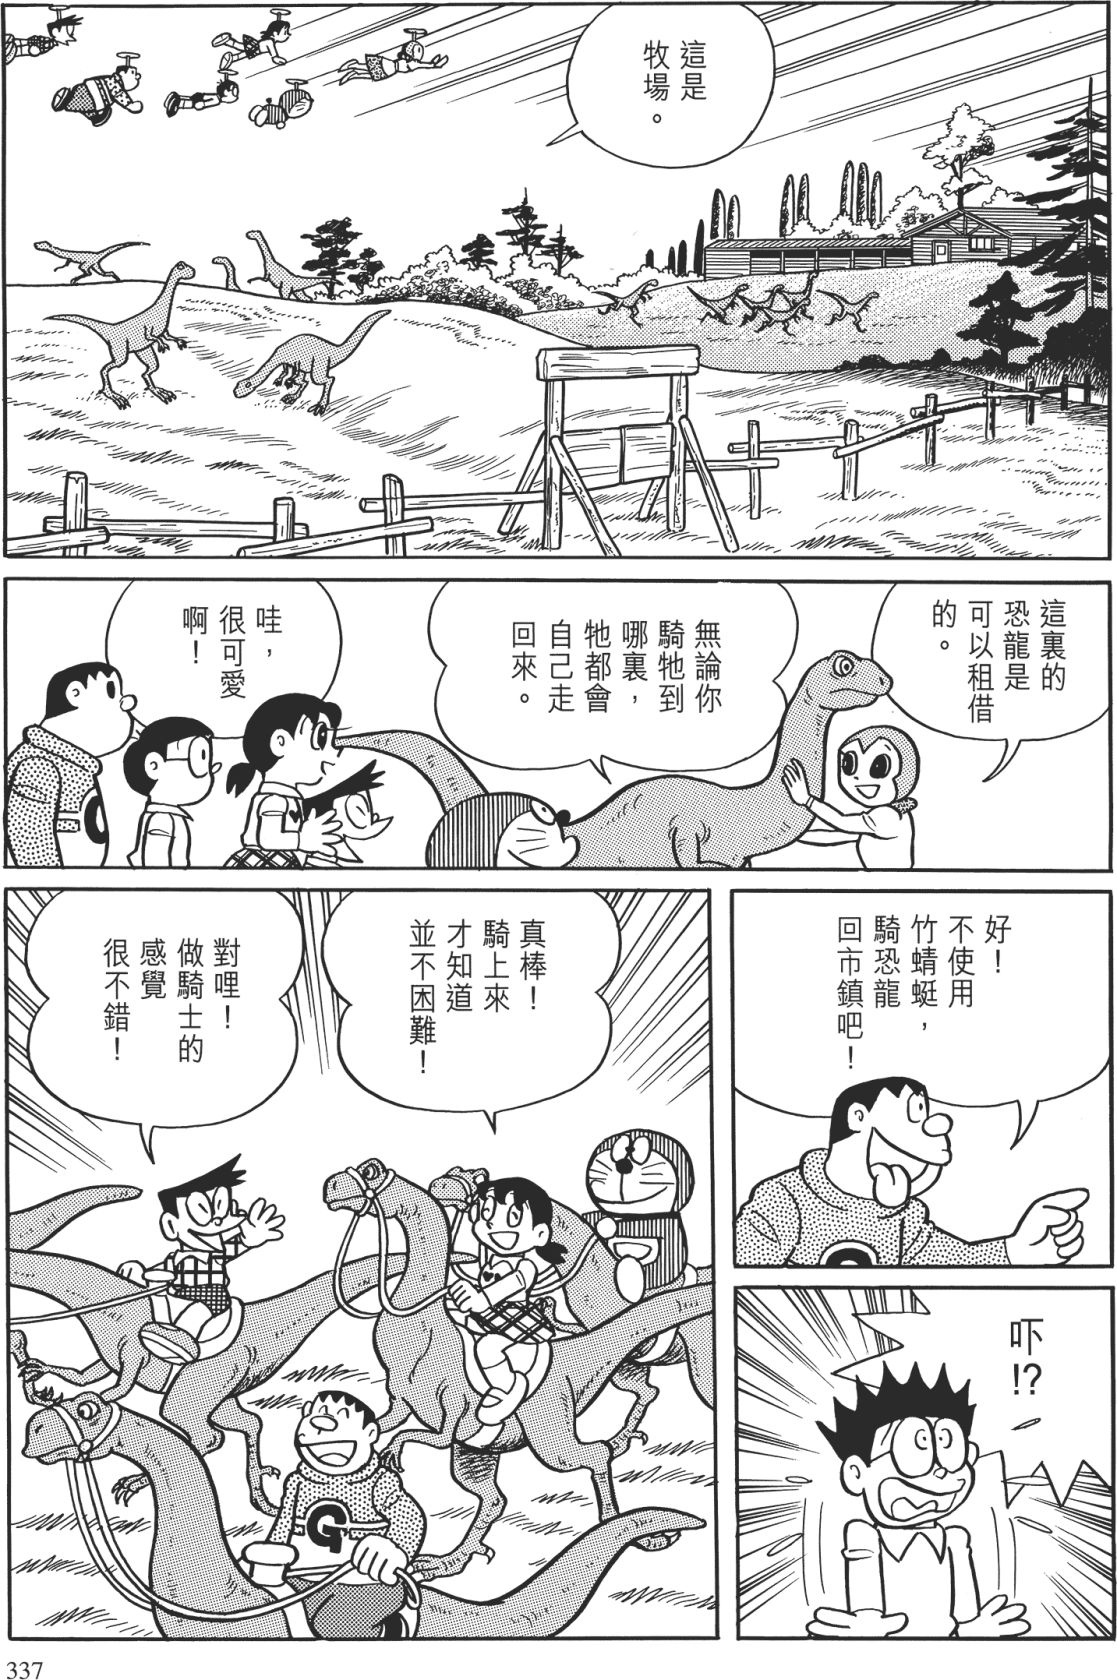 這是
牧場。
這裏的
恐龍是
可以租借
的。
無論你
騎牠到
哪裏，
牠都會
自己走
回來。
哇，
很可愛
啊！
好！
不使用
竹蜻蜓，
騎恐龍
回市鎮吧！
吓!?
真棒！
騎上來
才知道
並不困難！
對哩！
做騎士的
感覺
很不錯！
G
337